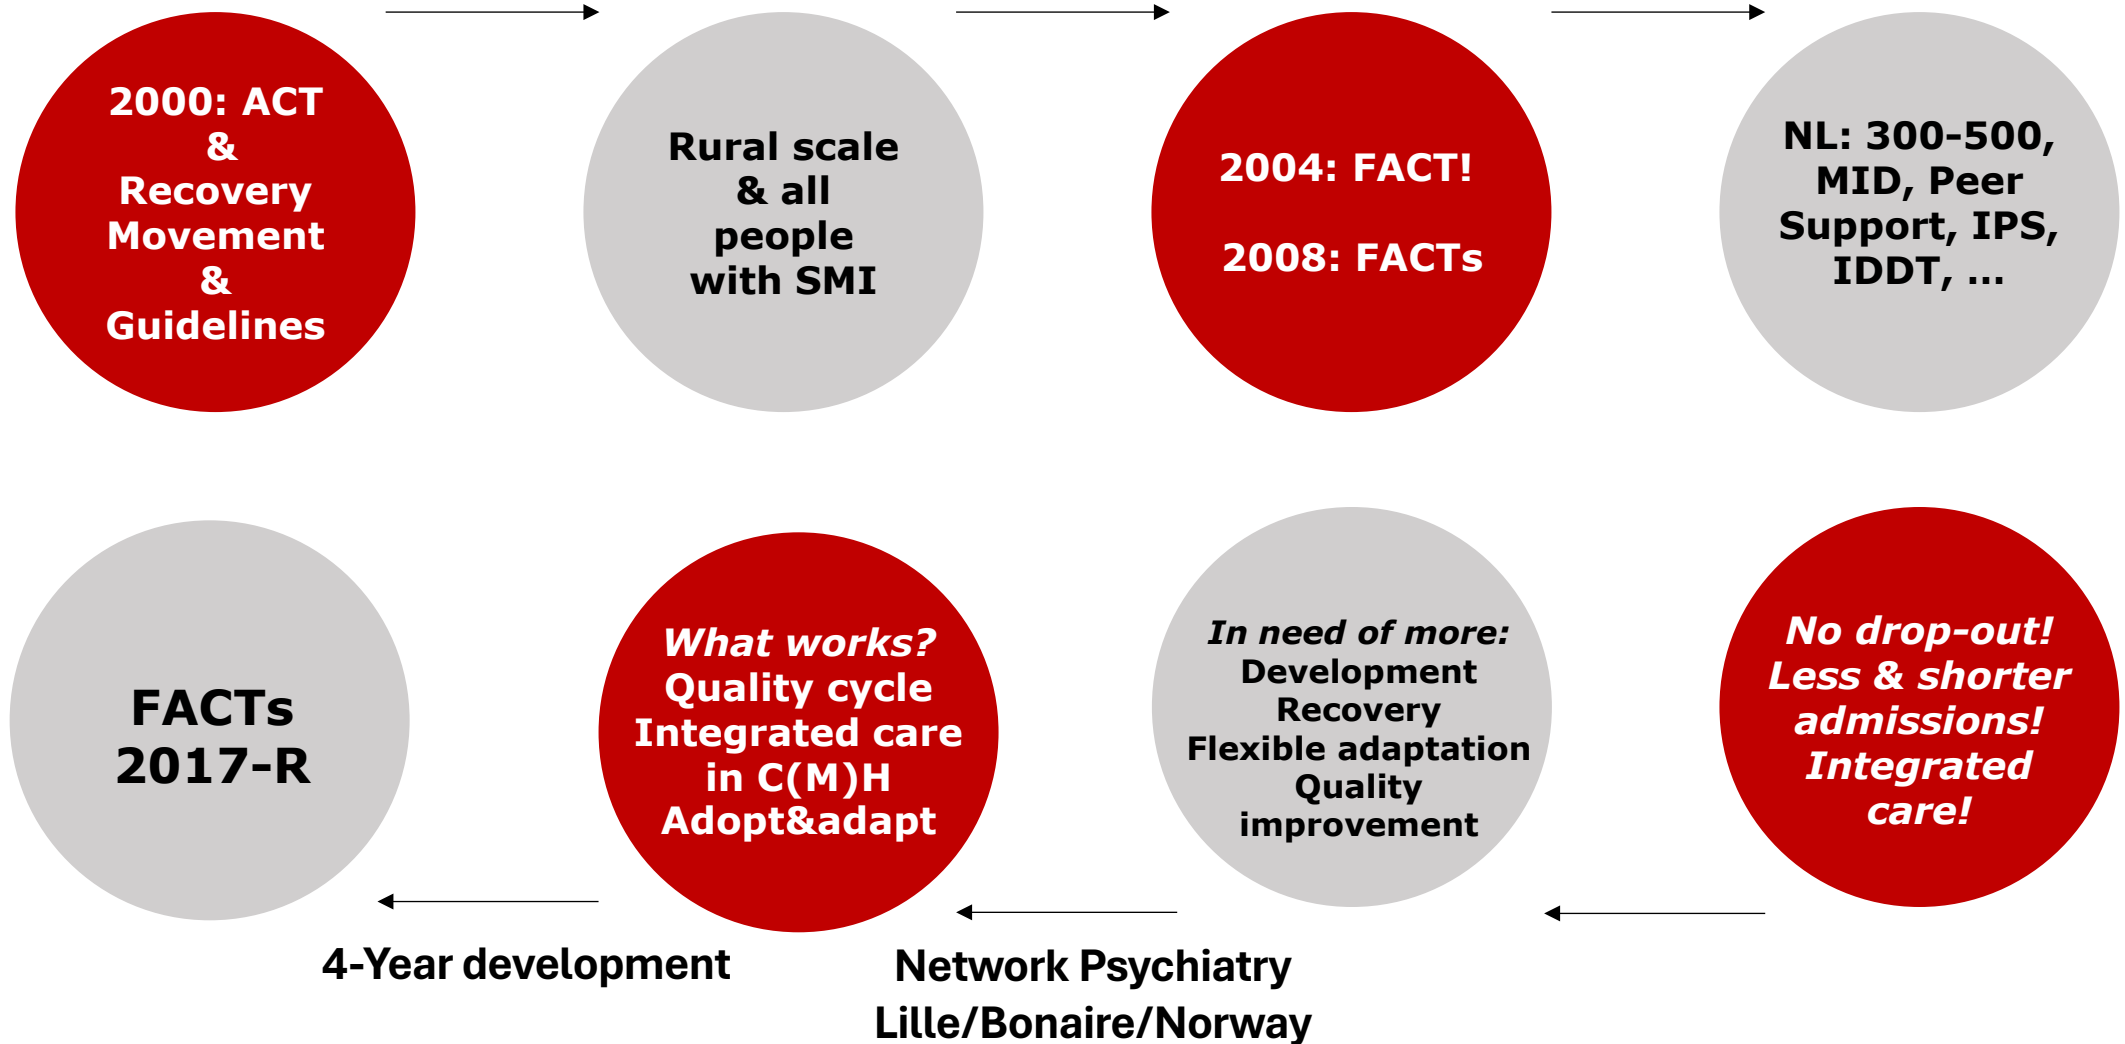 2000: ACT
&
Recovery
Movement
&
Guidelines
Rural scale
& all
people
with SMI
2004: FACT!
2008: FACTs
NL: 300-500,
MID, Peer
Support, IPS,
IDDT, ...
FACTs
2017-R
What works?
Quality cycle
Integrated care
in C(M)H
Adopt&adapt
In need of more:
Development
Recovery
Flexible adaptation
Quality
improvement
No drop-out!
Less & shorter
admissions!
Integrated
care!
4-Year development
Network Psychiatry
Lille/Bonaire/Norway